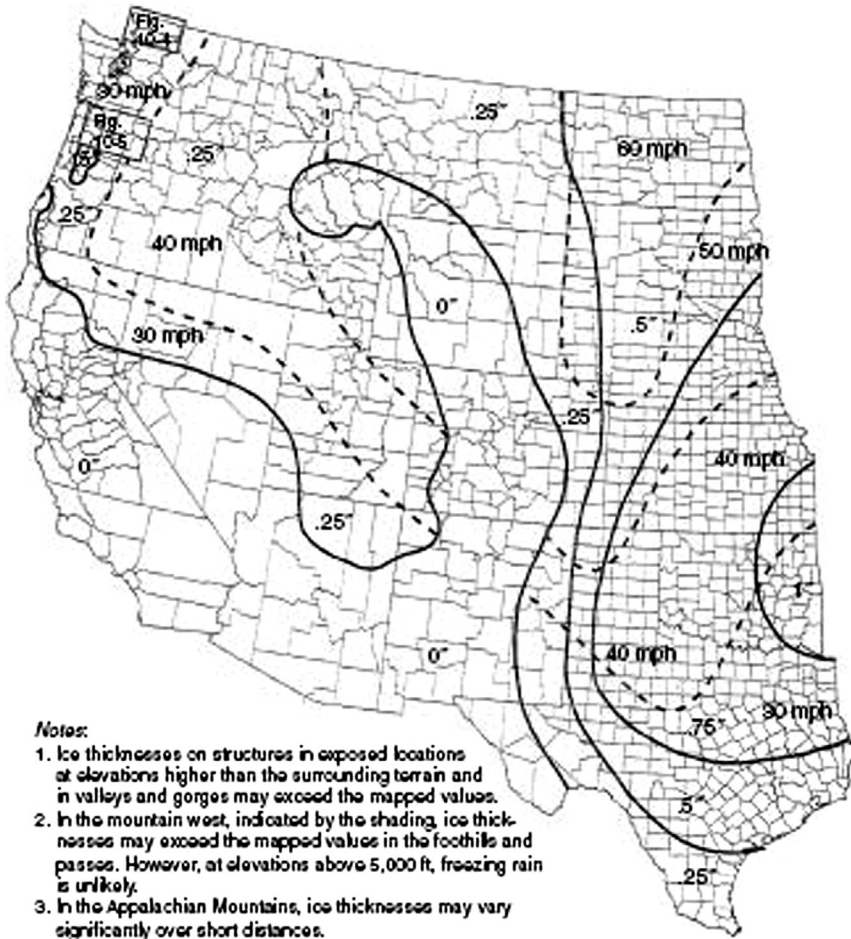 Fig.
10-4
30 mph
.25"
Fig.
10-5
.25"
60 mph
.25"
40 mph
50 mph
0"
30 mph
.5"
.25"
0"
40 mph
.25"
1"
0"
40 mph
.75"
30 mph
.5"
.25"
Notes:
1. Ice thicknesses on structures in exposed locations
at elevations higher than the surrounding terrain and
in valleys and gorges may exceed the mapped values.
2. In the mountain west, indicated by the shading, ice thick-
nesses may exceed the mapped values in the foothills and
passes. However, at elevations above 5,000 ft, freezing rain
is unlikely.
3. In the Appalachian Mountains, ice thicknesses may vary
significantly over short distances.